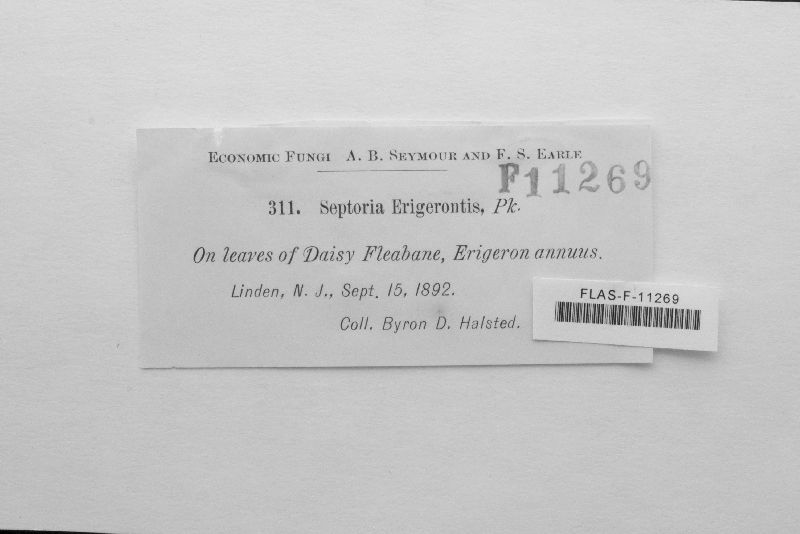 Economic Fungi A. B. Seymour and F. S. Earle
F11269
311. Septoria Erigerontis, Pk.
On leaves of Daisy Fleabane, Erigeron annuus.
Linden, N. J., Sept. 15, 1892.
Coll. Byron D. Halsted.
FLAS-F-11269